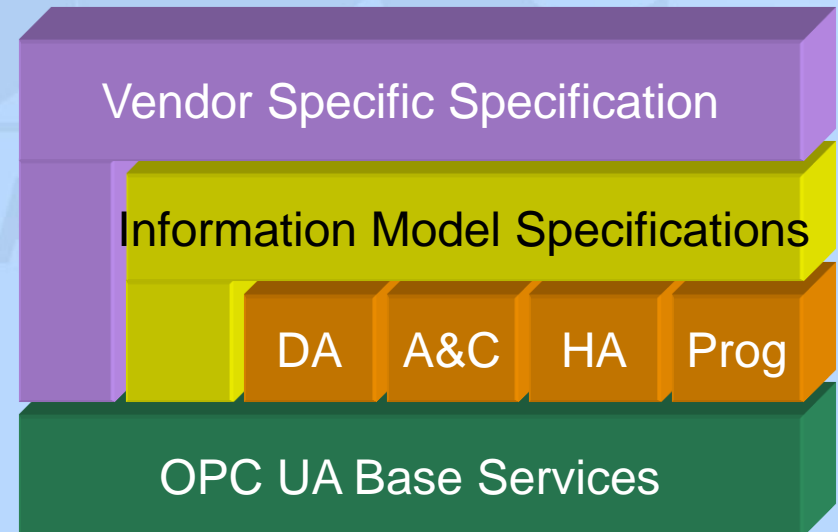 Vendor Specific Specification
Information Model Specifications
DA A&C HA Prog
OPC UA Base Services